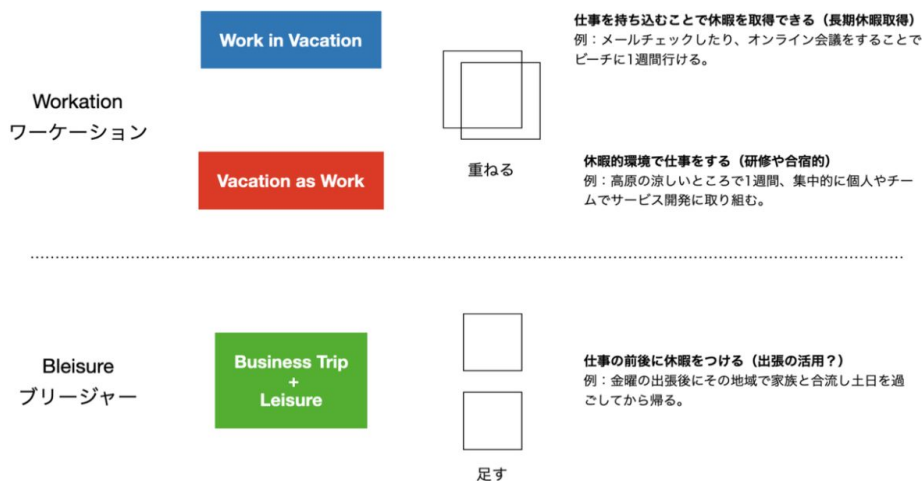 Work in Vacation
仕事を持ち込むことで休暇を取得できる（長期休暇取得）
例：メールチェックしたり、オンライン会議をすることで
ビーチに1週間行ける。
Workation
ワーケーション
重ねる
Vacation as Work
休暇的環境で仕事をする（研修や合宿的）
例：高原の涼しいところで1週間、集中的に個人やチー
ムでサービス開発に取り組む。
Bleisure
ブリージャー
Business Trip
+
Leisure
足す
仕事の前後に休暇をつける（出張の活用？）
例：金曜の出張後にその地域で家族と合流し土日を過
ごしてから帰る。